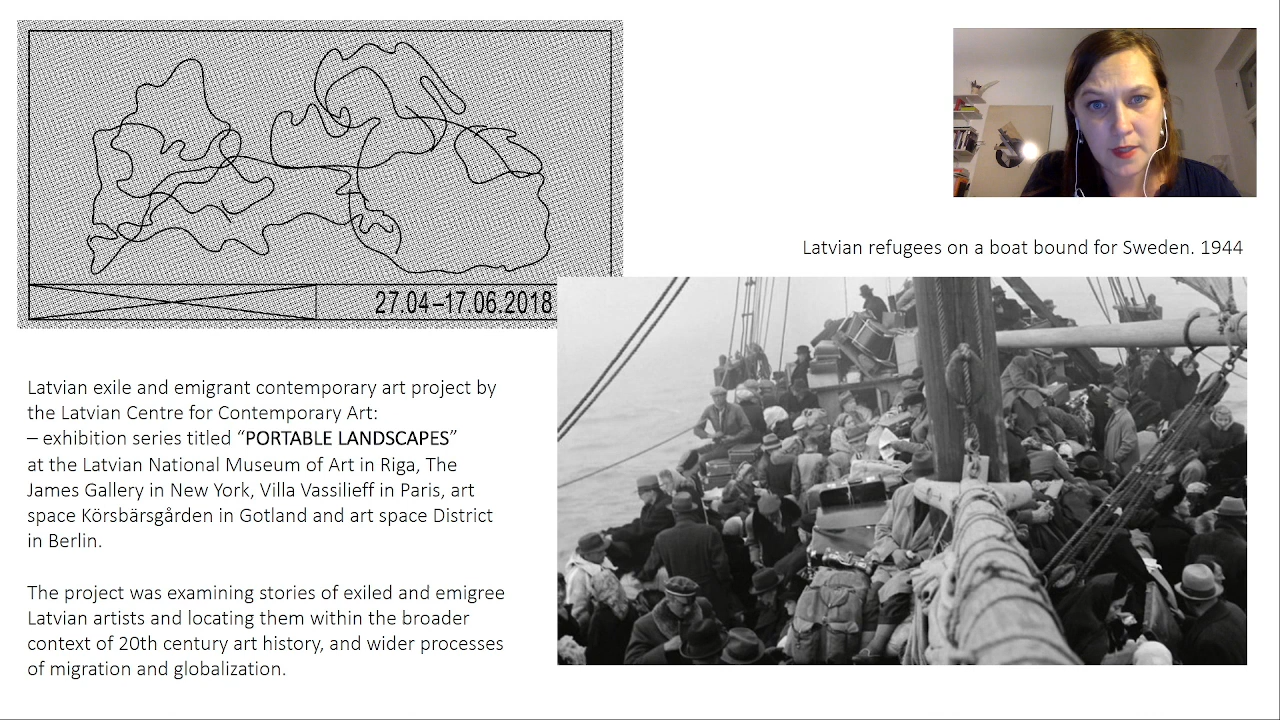 27.04–17.06.2018
Latvian refugees on a boat bound for Sweden. 1944
Latvian exile and emigrant contemporary art project by
the Latvian Centre for Contemporary Art:
– exhibition series titled “PORTABLE LANDSCAPES”
at the Latvian National Museum of Art in Riga, The
James Gallery in New York, Villa Vassilieff in Paris, art
space Körsbärsgården in Gotland and art space District
in Berlin.
The project was examining stories of exiled and emigree
Latvian artists and locating them within the broader
context of 20th century art history, and wider processes
of migration and globalization.